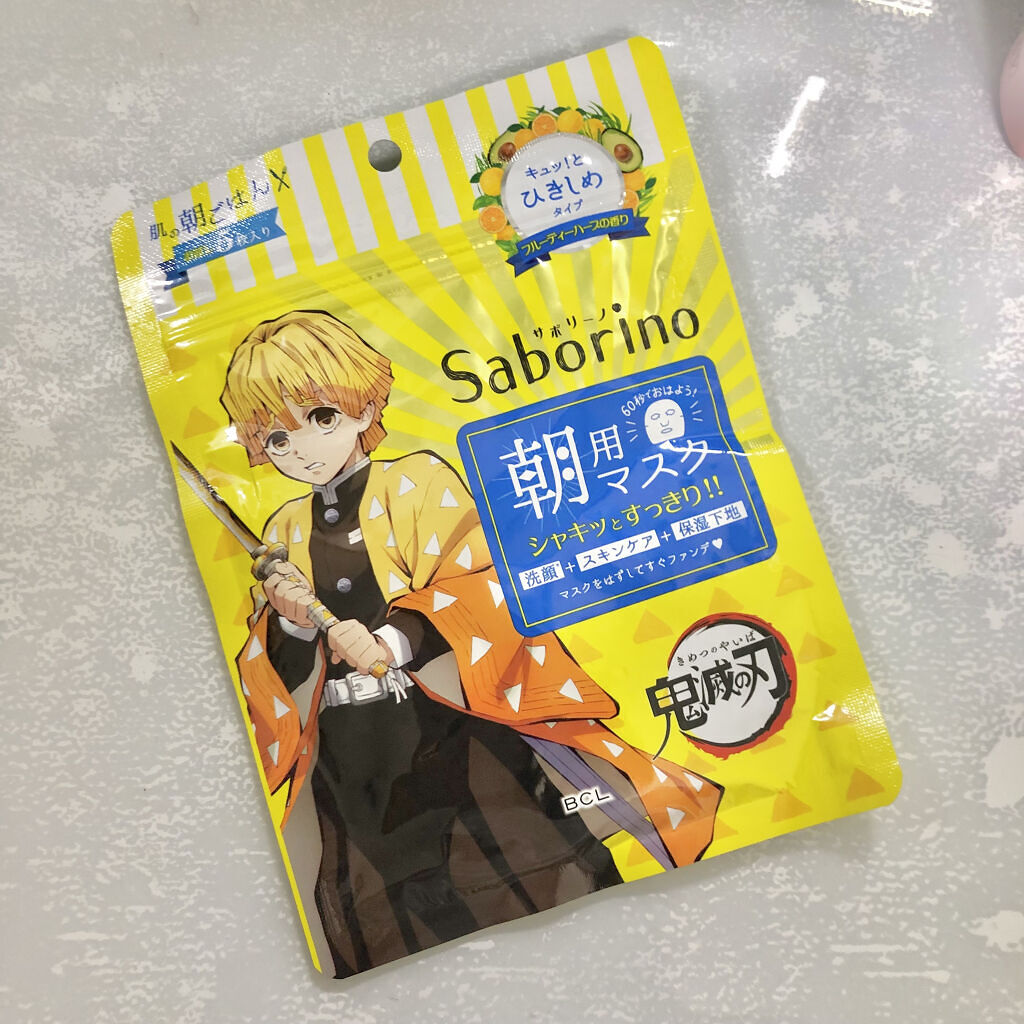 肌の朝ごはん
枚入り
キュッ!と
ひきしめ
タイプ
フルーティーハーブの香り
サボリーノ
Saborino
60秒でおはよう!
朝用
マスク
シャキッとすっきり!!
洗顔*+スキンケア+保湿下地
マスクをはずしてすぐファンデ♥
きめつのやいば
鬼滅の刃
BCL